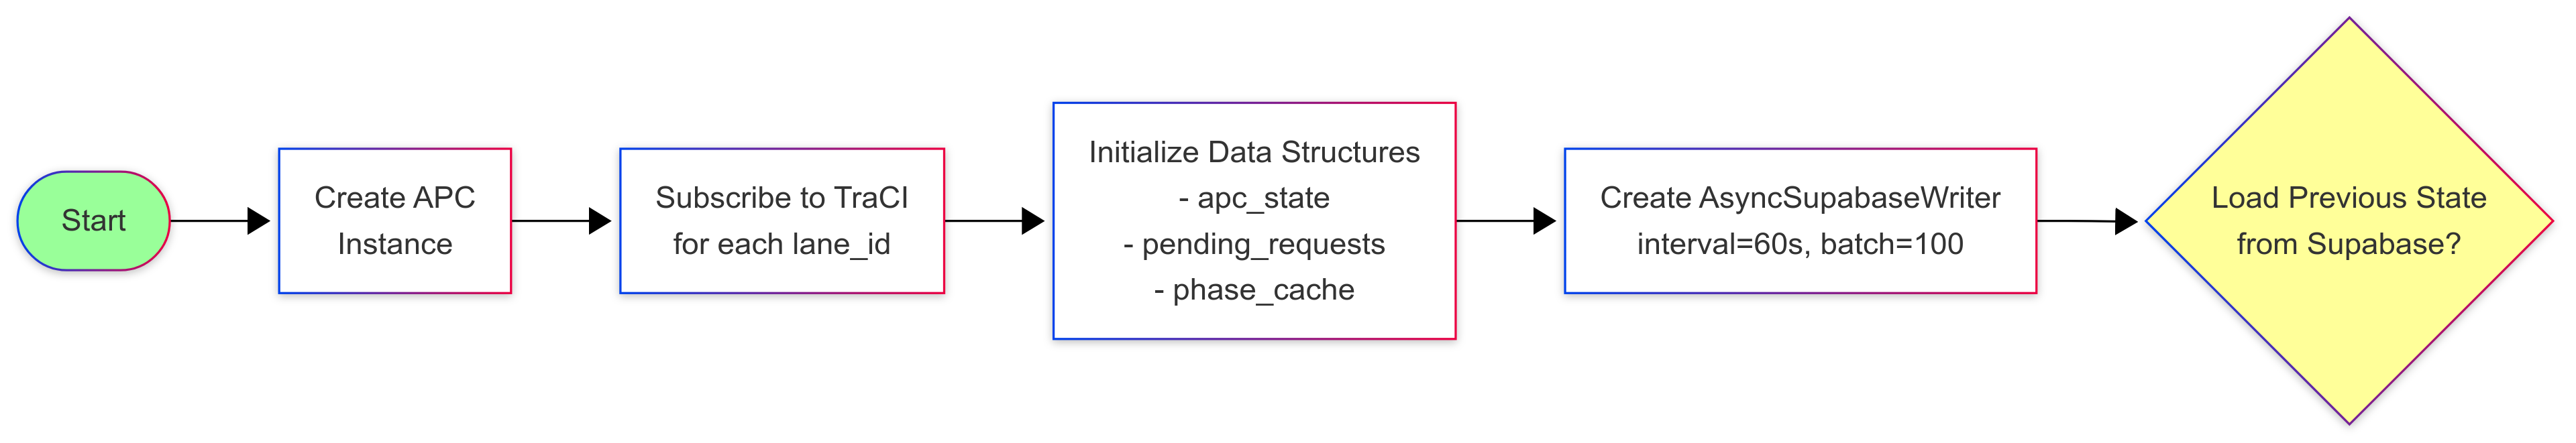 Start
Create APC
Instance
Subscribe to TraCI
for each lane_id
Initialize Data Structures
- apc_state
- pending_requests
- phase_cache
Create AsyncSupabaseWriter
interval=60s, batch=100
Load Previous State
from Supabase?